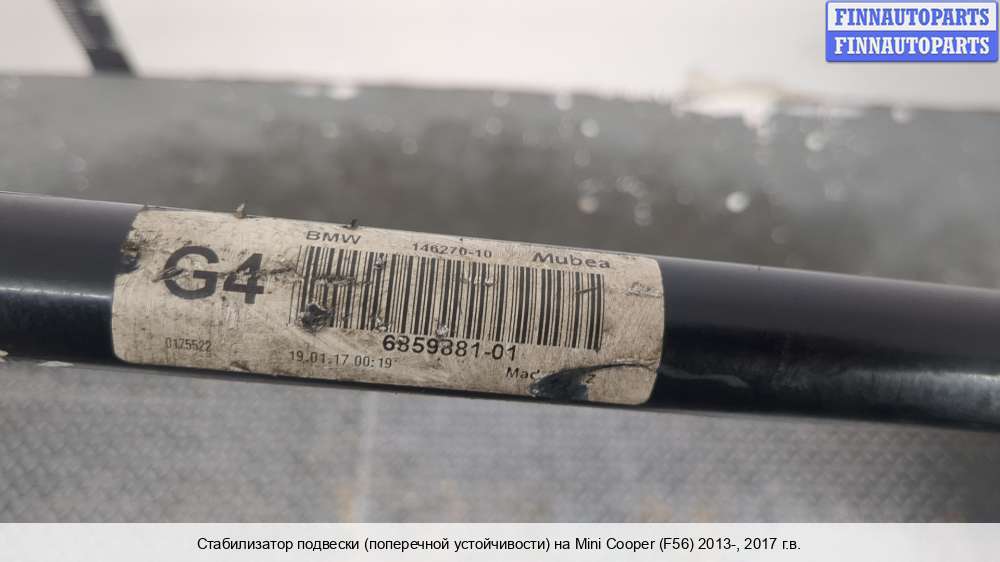 FINNAUTOPARTS
FINNAUTOPARTS
BMW 146270-10 Mubea
G4
6859881-01
0175522
19.01.17 00:19
Стабилизатор подвески (поперечной устойчивости) на Mini Cooper (F56) 2013-, 2017 г.в.